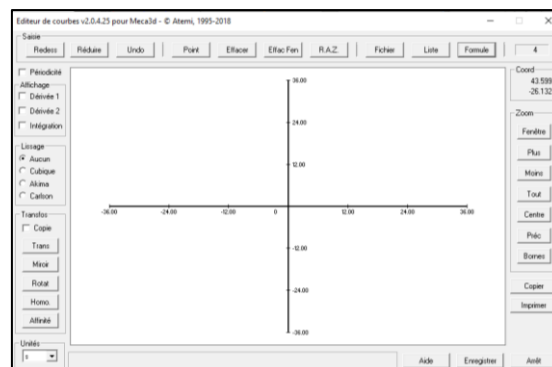 Editeur de courbes v2.0.4.25 pour Meca3d - © Atemi, 1995-2018
Saisie
Redess Réduire Undo Point Effacer Effac Fen R.A.Z. Fichier Liste Formule 4
Périodicité
Affichage
Dérivée 1
Dérivée 2
Intégration
Lissage
Aucun
Cubique
Akima
Carlson
Transfos
Copie
Trans
Miroir
Rotat
Homo.
Affinité
Unités
s
36.00
24.00
12.00
-36.00 -24.00 -12.00 0 12.00 24.00 36.00
-12.00
-24.00
-36.00
Coord
43.599
-26.132
Zoom
Fenêtre
Plus
Moins
Tout
Centre
Préc
Bornes
Copier
Imprimer
Aide Enregistrer Arrêt